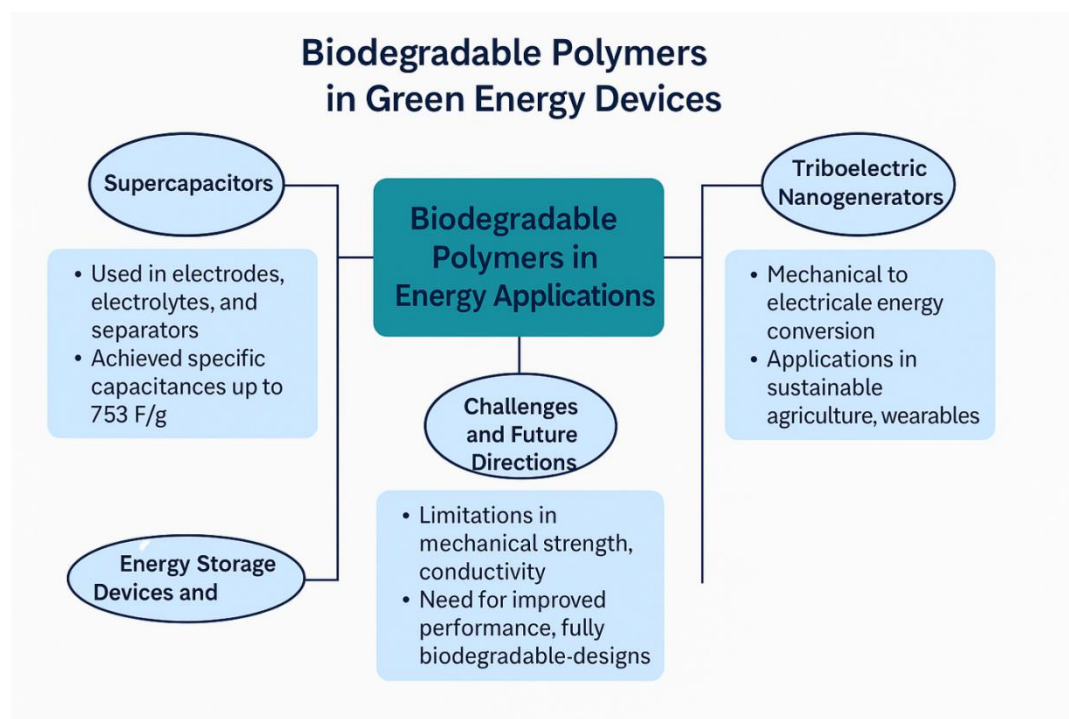 Biodegradable Polymers
in Green Energy Devices
Supercapacitors
• Used in electrodes,
electrolytes, and
separators
• Achieved specific
capacitances up to
753 F/g
Energy Storage
Devices and
Biodegradable
Polymers in
Energy Applications
Challenges
and Future
Directions
• Limitations in
mechanical strength,
conductivity
• Need for improved
performance, fully
biodegradable-designs
Triboelectric
Nanogenerators
• Mechanical to
electricale energy
conversion
• Applications in
sustainable
agriculture, wearables